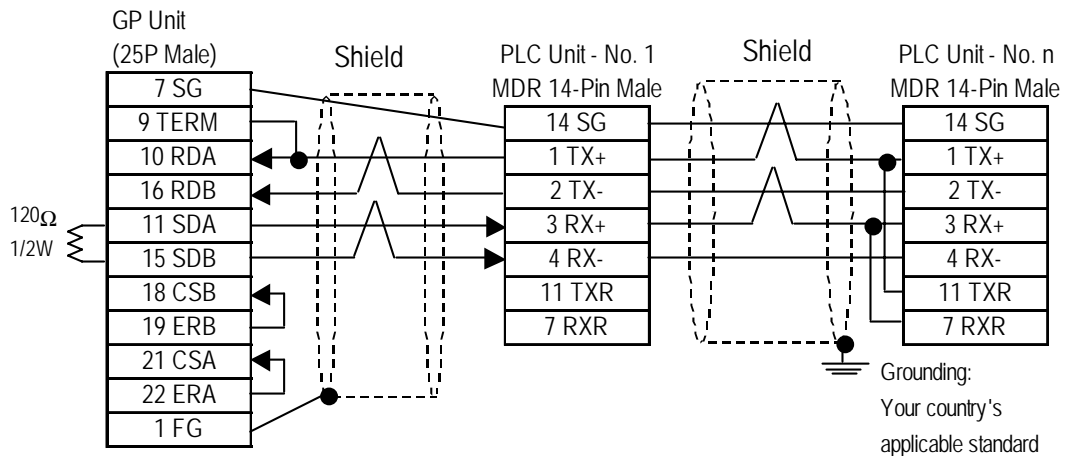 GP Unit
(25P Male)
Shield
PLC Unit - No. 1
MDR 14-Pin Male
Shield
PLC Unit - No. n
MDR 14-Pin Male
7 SG
9 TERM
10 RDA
16 RDB
11 SDA
15 SDB
18 CSB
19 ERB
21 CSA
22 ERA
1 FG
120Ω
1/2W
14 SG
1 TX+
2 TX-
3 RX+
4 RX-
11 TXR
7 RXR
14 SG
1 TX+
2 TX-
3 RX+
4 RX-
11 TXR
7 RXR
Grounding:
Your country's
applicable standard